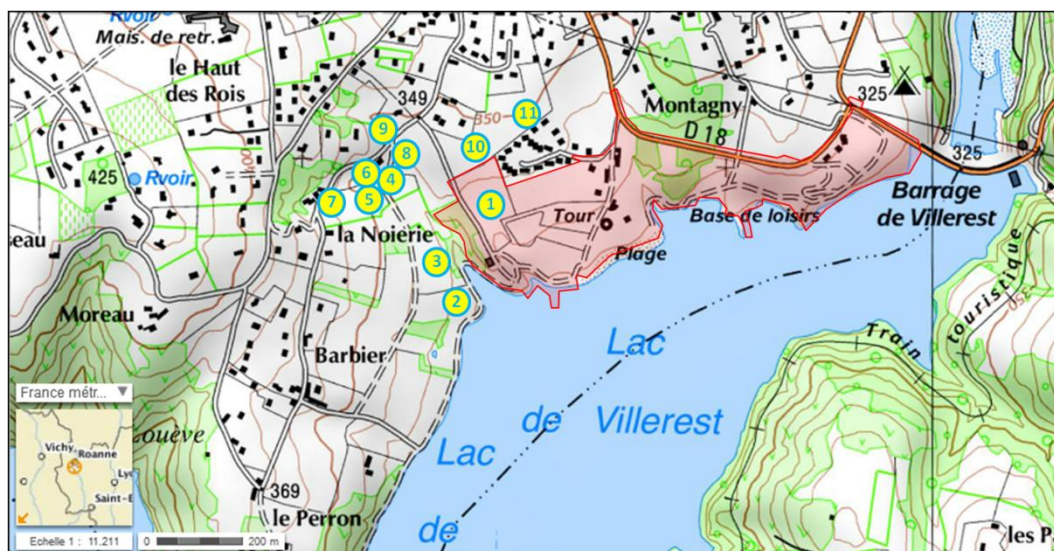 Rvoir
Mais. de retr.
le Haut
des Rois
349
350
11
9
10
8
6
4
5
7
1
3
2
425
Rvoir
400
la Noierie
Moreau
Barbier
369
le Perron
Montagny
D 18
Tour
Plage
Base de loisirs
325
325
Barrage
de Villerest
Train
touristique
350
Lac
de Villerest
Lac
de
les P
France métr...
Vichy
Roanne
Ly
Saint-E
Echelle 1 : 11.211
0 200 m